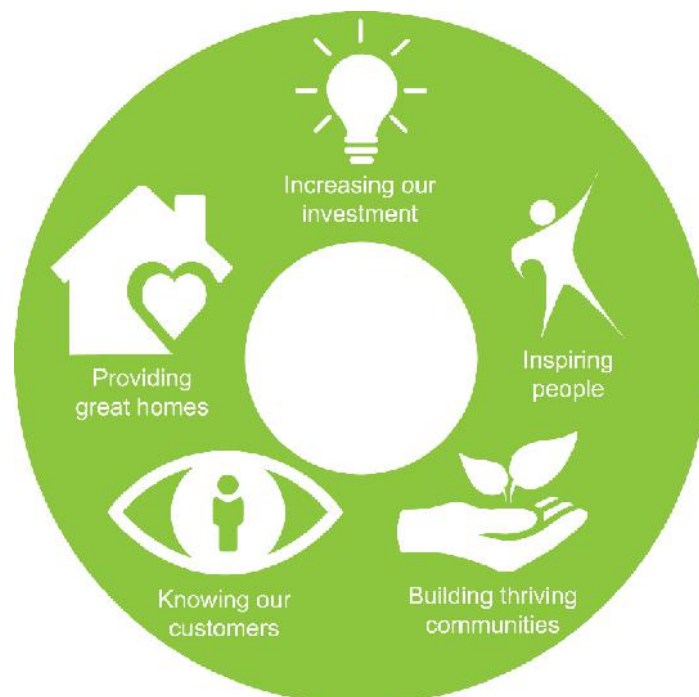 Increasing our
investment
Inspiring
people
Building thriving
communities
Knowing our
customers
Providing
great homes